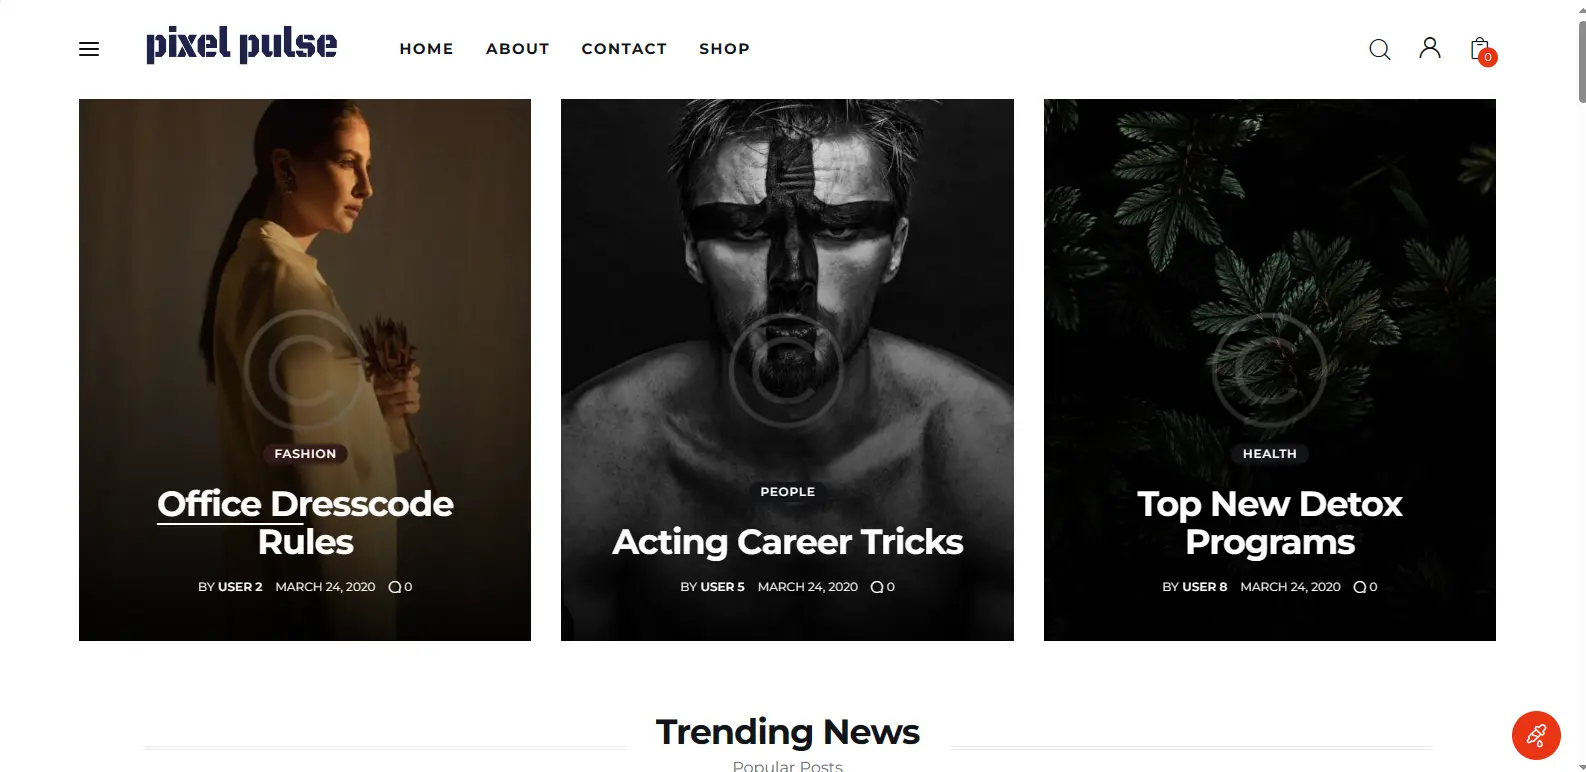 pixel pulse
HOME ABOUT CONTACT SHOP
0
FASHION
Office Dresscode
Rules
BY USER 2 MARCH 24, 2020 0
PEOPLE
Acting Career Tricks
BY USER 5 MARCH 24, 2020 0
HEALTH
Top New Detox
Programs
BY USER 8 MARCH 24, 2020 0
Trending News
Popular Posts